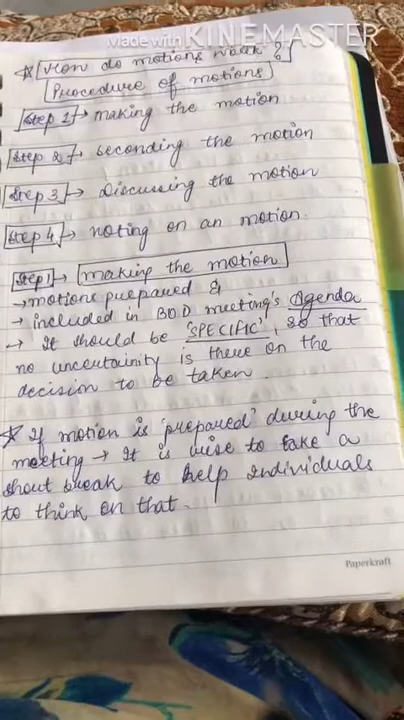 Made with KINEMASTER
☆ [How do motions work?]
[Procedure of motions]
[Step 1] → making the motion
[Step 2] → seconding the motion
[Step 3] → Discussing the motion
[Step 4] → noting on an motion.
[Step 1] → [making the motion]
→ motions prepared &
→ included in BOD meeting's Agenda
→ It should be 'SPECIFIC', so that
no uncertainity is there on the
decision to be taken.
☆ If motion is 'prepared' during the
meeting → It is wise to take a
short break to help individuals
to think on that.
Paperkraft